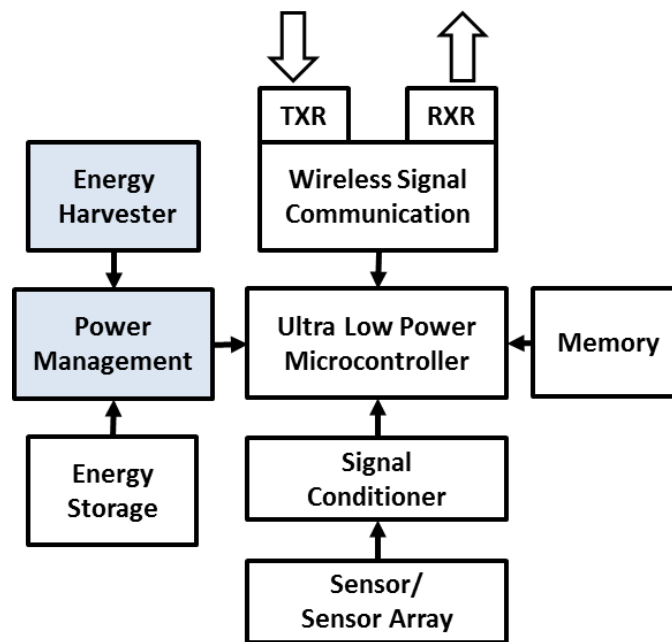 TXR
RXR
Energy
Harvester
Wireless Signal
Communication
Power
Management
Ultra Low Power
Microcontroller
Memory
Energy
Storage
Signal
Conditioner
Sensor/
Sensor Array